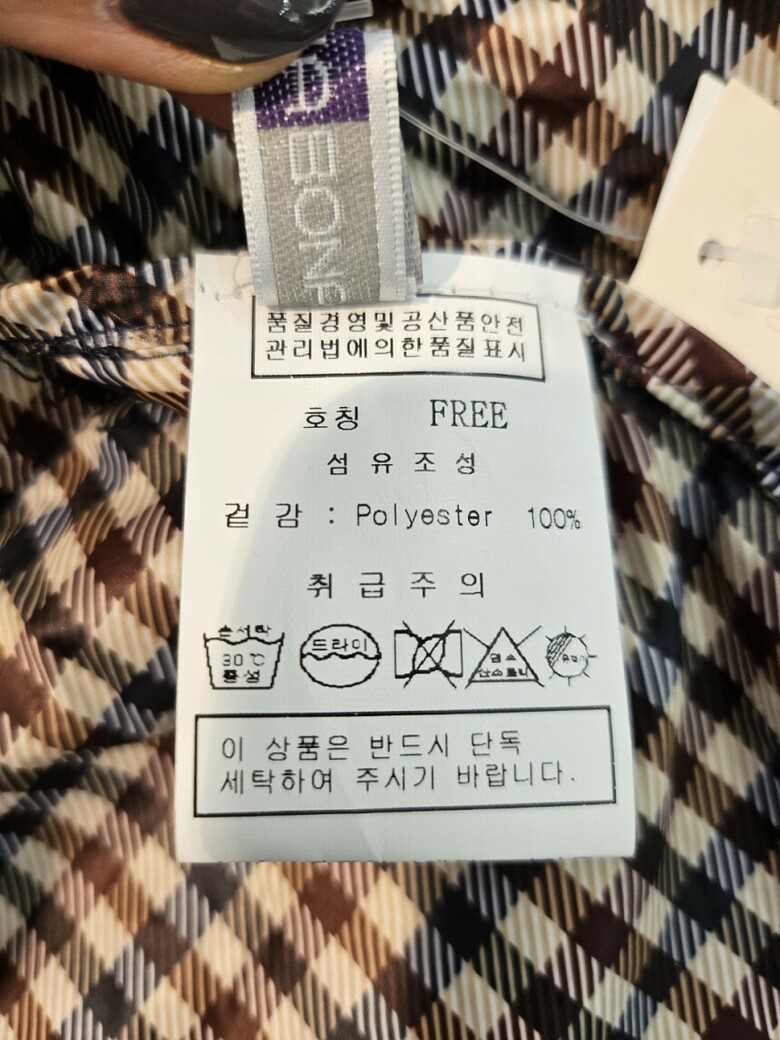 품질경영및공산품안전
관리법에의한품질표시
호칭 FREE
섬유조성
겉감 : Polyester 100%
취급주의
손세탁
30℃
중성
드라이
염소
이 상품은 반드시 단독
세탁하여 주시기 바랍니다.